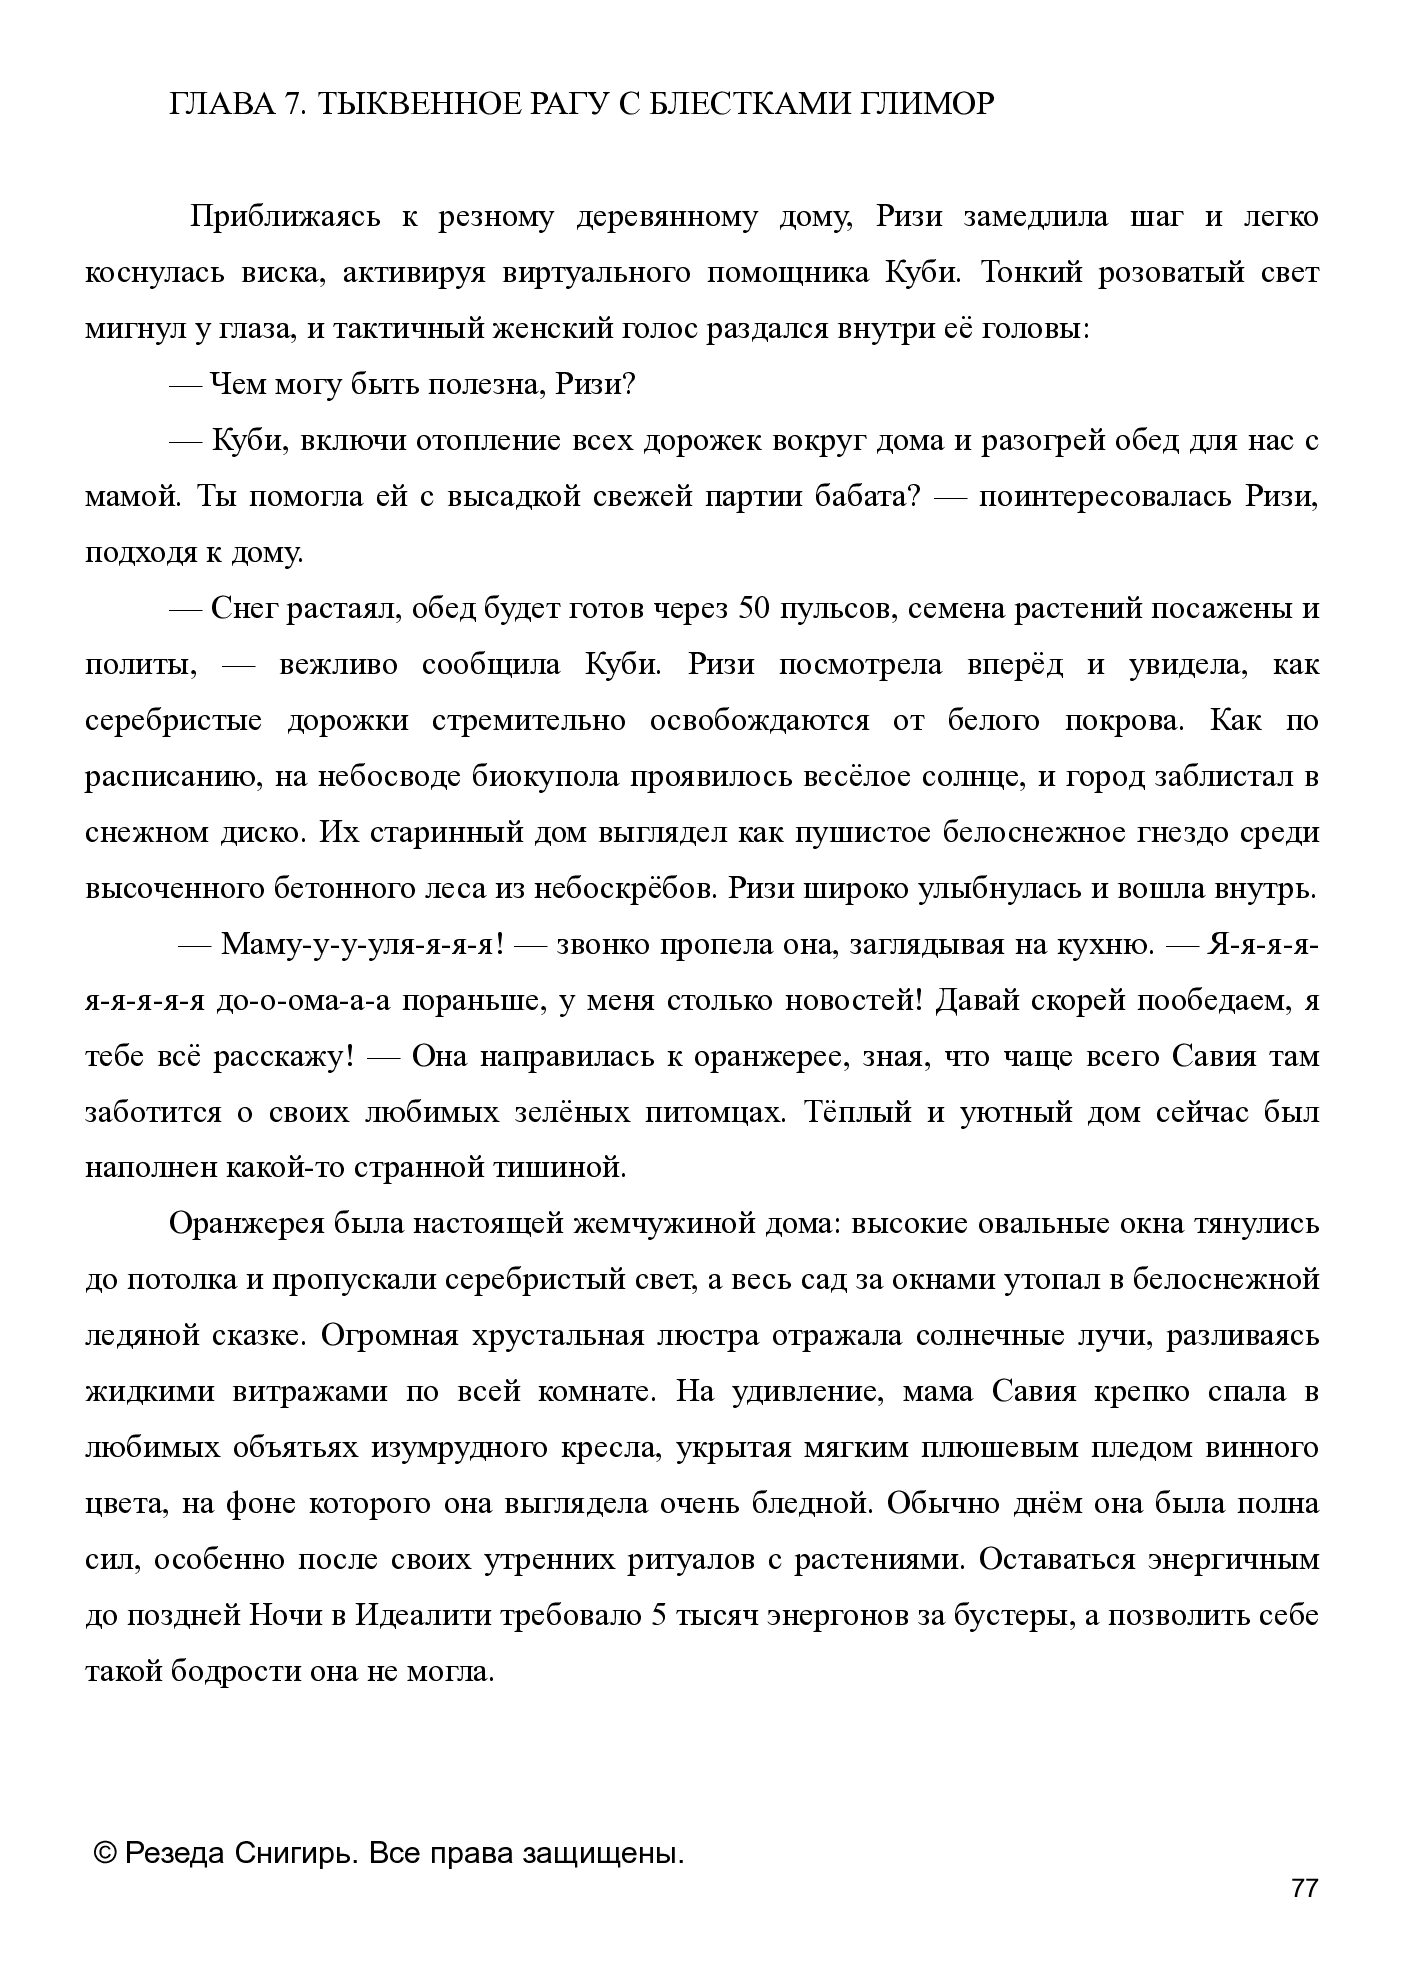 ГЛАВА 7. ТЫКВЕННОЕ РАГУ С БЛЕСТКАМИ ГЛИМОР
Приближаясь к резному деревянному дому, Ризи замедлила шаг и легко
коснулась виска, активируя виртуального помощника Куби. Тонкий розоватый свет
мигнул у глаза, и тактичный женский голос раздался внутри её головы:
— Чем могу быть полезна, Ризи?
— Куби, включи отопление всех дорожек вокруг дома и разогрей обед для нас с
мамой. Ты помогла ей с высадкой свежей партии бабата? — поинтересовалась Ризи,
подходя к дому.
— Снег растаял, обед будет готов через 50 пульсов, семена растений посажены и
политы, — вежливо сообщила Куби. Ризи посмотрела вперёд и увидела, как
серебристые дорожки стремительно освобождаются от белого покрова. Как по
расписанию, на небосводе биокупола проявилось весёлое солнце, и город заблистал в
снежном диско. Их старинный дом выглядел как пушистое белоснежное гнездо среди
высоченного бетонного леса из небоскрёбов. Ризи широко улыбнулась и вошла внутрь.
— Маму-у-у-уля-я-я-я! — звонко пропела она, заглядывая на кухню. — Я-я-я-я-
я-я-я-я-я до-о-ома-а-а пораньше, у меня столько новостей! Давай скорей пообедаем, я
тебе всё расскажу! — Она направилась к оранжерее, зная, что чаще всего Савия там
заботится о своих любимых зелёных питомцах. Тёплый и уютный дом сейчас был
наполнен какой-то странной тишиной.
Оранжерея была настоящей жемчужиной дома: высокие овальные окна тянулись
до потолка и пропускали серебристый свет, а весь сад за окнами утопал в белоснежной
ледяной сказке. Огромная хрустальная люстра отражала солнечные лучи, разливаясь
жидкими витражами по всей комнате. На удивление, мама Савия крепко спала в
любимых объятьях изумрудного кресла, укрытая мягким плюшевым пледом винного
цвета, на фоне которого она выглядела очень бледной. Обычно днём она была полна
сил, особенно после своих утренних ритуалов с растениями. Оставаться энергичным
до поздней Ночи в Идеалити требовало 5 тысяч энергонов за бустеры, а позволить себе
такой бодрости она не могла.
© Резеда Снигирь. Все права защищены.
77